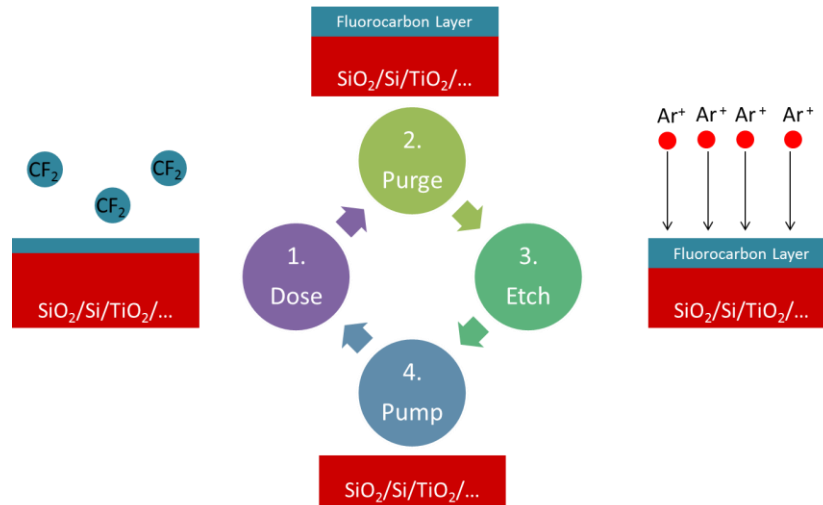 Fluorocarbon Layer
SiO₂/Si/TiO₂/...
Ar⁺ Ar⁺ Ar⁺ Ar⁺
CF₂ CF₂ CF₂
2.
Purge
1.
Dose
3.
Etch
Fluorocarbon Layer
SiO₂/Si/TiO₂/...
SiO₂/Si/TiO₂/...
4.
Pump
SiO₂/Si/TiO₂/...